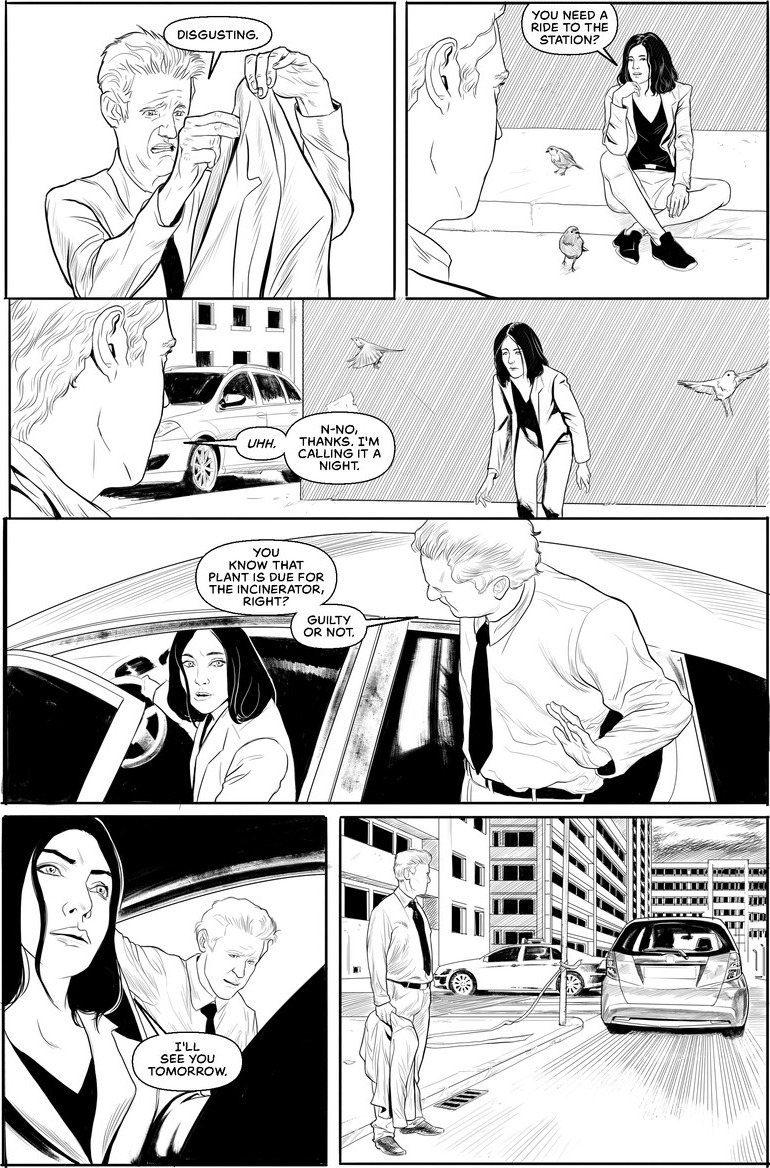 DISGUSTING.
YOU NEED A
RIDE TO THE
STATION?
UHH.
N-NO,
THANKS. I'M
CALLING IT A
NIGHT.
YOU
KNOW THAT
PLANT IS DUE FOR
THE INCINERATOR,
RIGHT?
GUILTY
OR NOT.
I'LL
SEE YOU
TOMORROW.